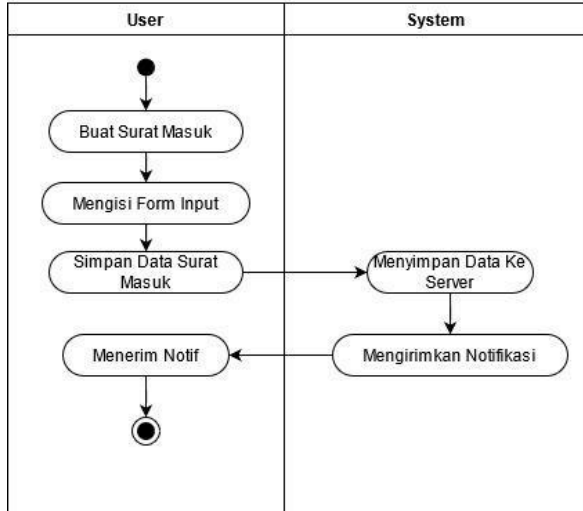 User
System
Buat Surat Masuk
Mengisi Form Input
Simpan Data Surat
Masuk
Menyimpan Data Ke
Server
Menerim Notif
Mengirimkan Notifikasi